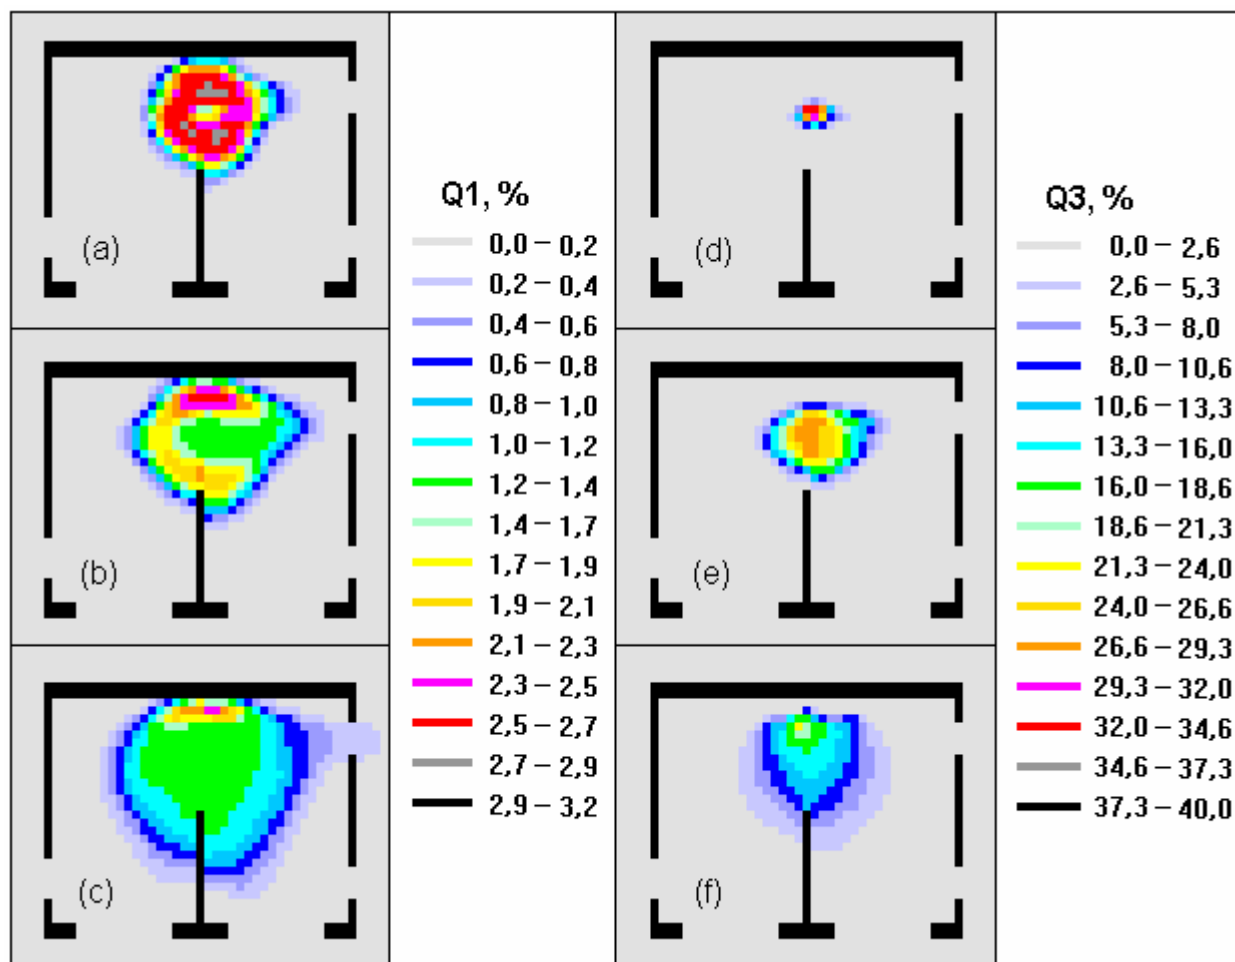 (a)
(b)
(c)
Q1, %
0,0 – 0,2
0,2 – 0,4
0,4 – 0,6
0,6 – 0,8
0,8 – 1,0
1,0 – 1,2
1,2 – 1,4
1,4 – 1,7
1,7 – 1,9
1,9 – 2,1
2,1 – 2,3
2,3 – 2,5
2,5 – 2,7
2,7 – 2,9
2,9 – 3,2
(d)
(e)
(f)
Q3, %
0,0 – 2,6
2,6 – 5,3
5,3 – 8,0
8,0 – 10,6
10,6 – 13,3
13,3 – 16,0
16,0 – 18,6
18,6 – 21,3
21,3 – 24,0
24,0 – 26,6
26,6 – 29,3
29,3 – 32,0
32,0 – 34,6
34,6 – 37,3
37,3 – 40,0